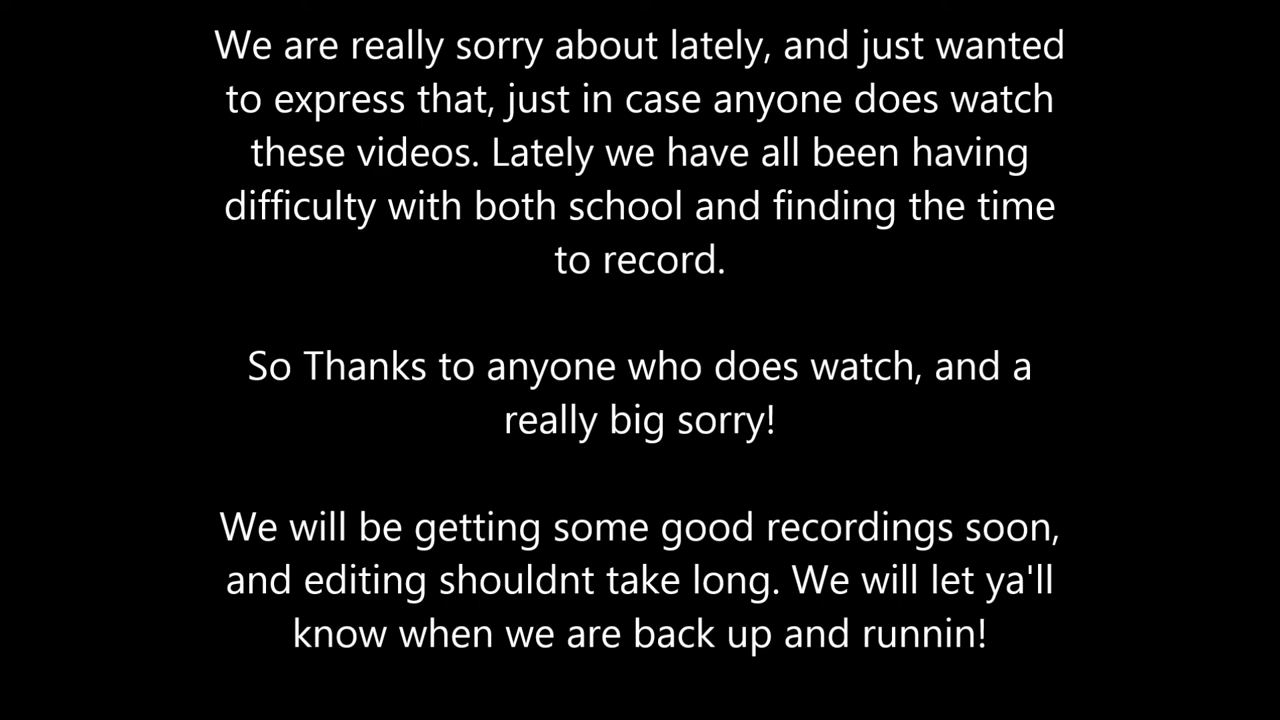 We are really sorry about lately, and just wanted
to express that, just in case anyone does watch
these videos. Lately we have all been having
difficulty with both school and finding the time
to record.
So Thanks to anyone who does watch, and a
really big sorry!
We will be getting some good recordings soon,
and editing shouldnt take long. We will let ya'll
know when we are back up and runnin!